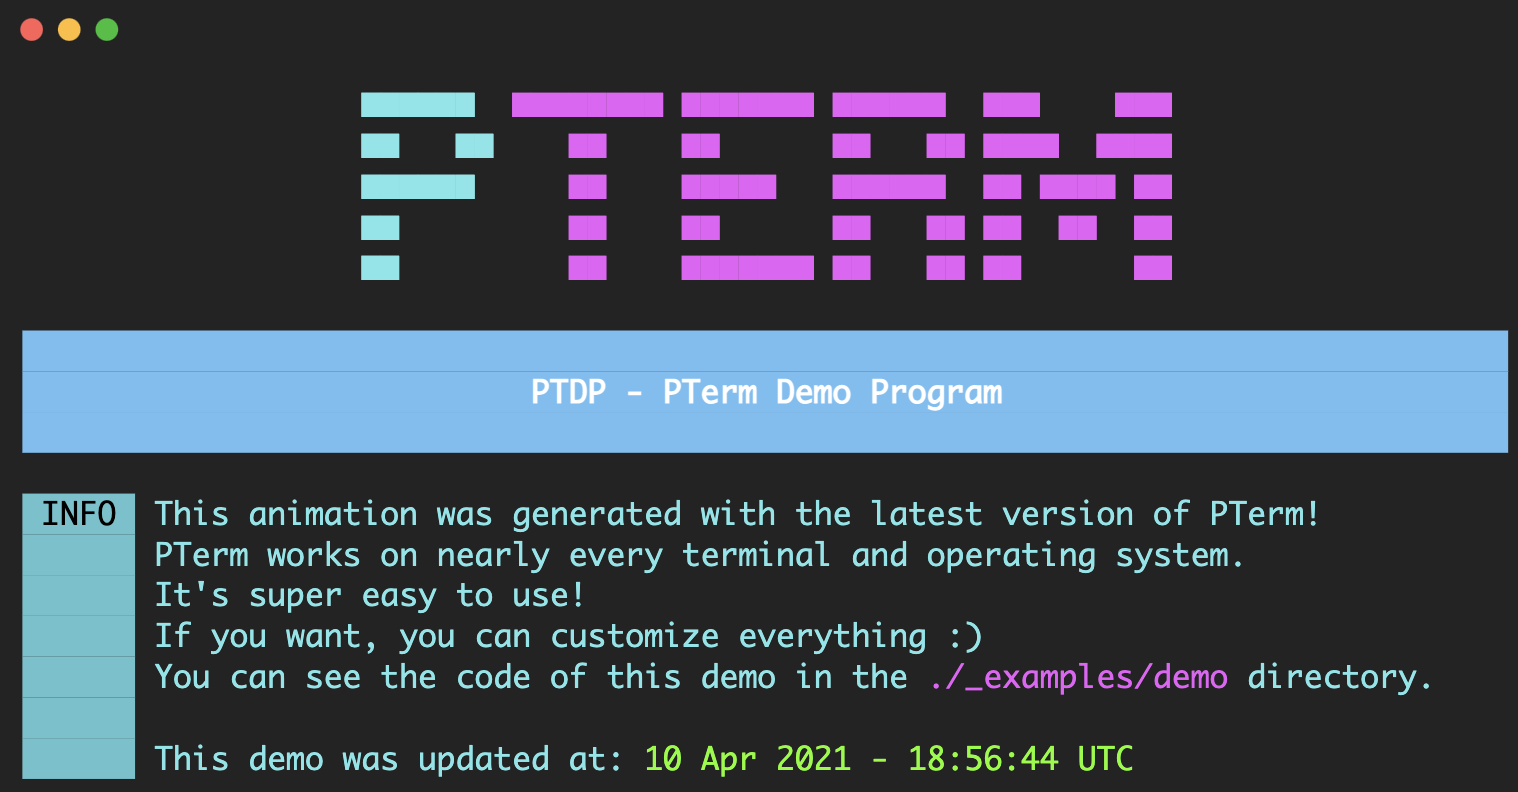 PTERM
PTDP - PTerm Demo Program
INFO This animation was generated with the latest version of PTerm!
PTerm works on nearly every terminal and operating system.
It's super easy to use!
If you want, you can customize everything :)
You can see the code of this demo in the ./_examples/demo directory.
This demo was updated at: 10 Apr 2021 - 18:56:44 UTC